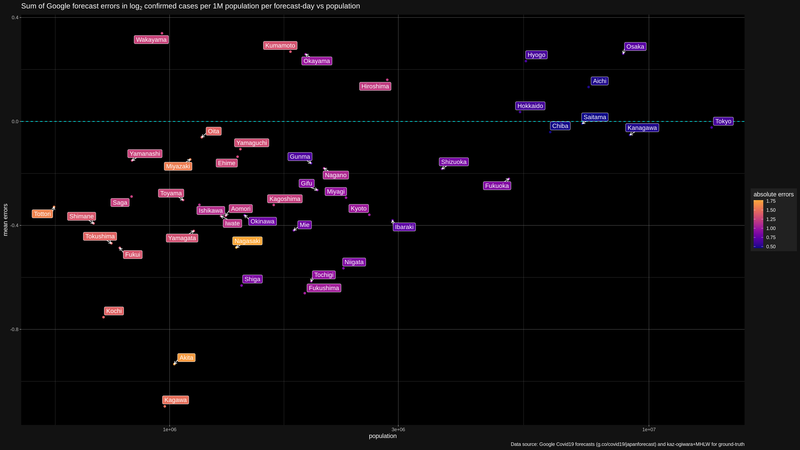 Sum of Google forecast errors in log₂ confirmed cases per 1M population per forecast-day vs population
0.4
Wakayama
Kumamoto
Osaka
Okayama
Hyogo
Hiroshima
Aichi
Hokkaido
Saitama
0.0
Tokyo
Chiba
Kanagawa
Oita
Yamaguchi
Yamanashi
Gunma
Miyazaki
Ehime
Shizuoka
Nagano
Gifu
Fukuoka
Toyama
Miyagi
Saga
Kagoshima
Ishikawa
Aomori
Kyoto
Tottori
Shimane
Iwate
Okinawa
Mie
Ibaraki
-0.4
Tokushima
Yamagata
Nagasaki
Fukui
Niigata
Shiga
Tochigi
Fukushima
Kochi
-0.8
Akita
Kagawa
mean errors
1e+06
3e+06
1e+07
population
absolute errors
1.75
1.50
1.25
1.00
0.75
0.50
Data source: Google Covid19 forecasts (g.co/covid19/japanforecast) and kaz-ogiwara+MHLW for ground-truth